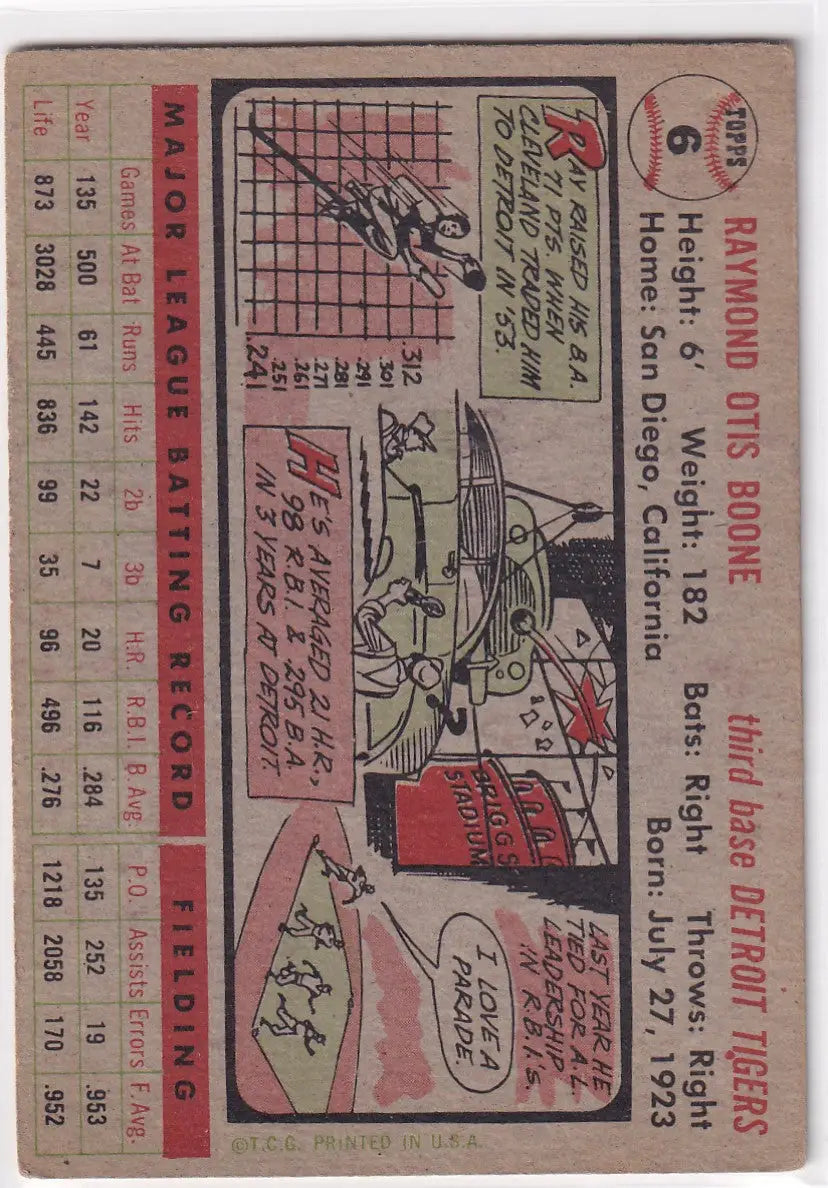 TOPPS
6
RAYMOND OTIS BOONE third base DETROIT TIGERS
Height: 6' Weight: 182 Bats: Right Throws: Right
Home: San Diego, California Born: July 27, 1923
RAY RAISED HIS B.A.
71 PTS. WHEN
CLEVELAND TRADED HIM
TO DETROIT IN '53.
.312
.301
.291
.281
.271
.261
.251
.241
HE'S AVERAGED 21 H.R.,
98 R.B.I. & .295 B.A.
IN 3 YEARS AT DETROIT.
?
BRIGGS
STADIUM
LAST YEAR HE
TIED FOR A.L.
LEADERSHIP
IN R.B.I.'s
I LOVE A
PARADE.
MAJOR LEAGUE BATTING RECORD FIELDING
Games At Bat Runs Hits 2b 3b H.R. R.B.I. B. Avg. P.O. Assists Errors F. Avg.
Year 135 500 61 142 22 7 20 116 .284 135 252 19 .953
Life 873 3028 445 836 99 35 96 496 .276 1218 2058 170 .952
©T.C.G. PRINTED IN U.S.A.